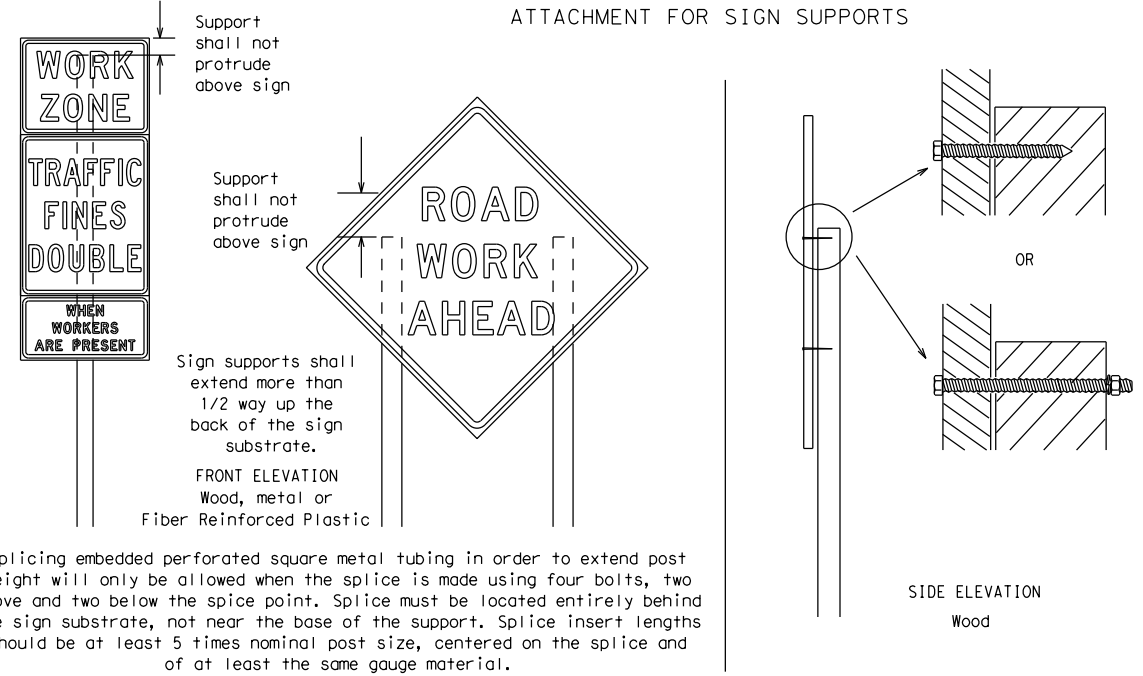 ATTACHMENT FOR SIGN SUPPORTS
Support
shall not
protrude
above sign
WORK
ZONE
TRAFFIC
FINES
DOUBLE
WHEN
WORKERS
ARE PRESENT
Support
shall not
protrude
above sign
ROAD
WORK
AHEAD
Sign supports shall
extend more than
1/2 way up the
back of the sign
substrate.
FRONT ELEVATION
Wood, metal or
Fiber Reinforced Plastic
plicing embedded perforated square metal tubing in order to extend post
eight will only be allowed when the splice is made using four bolts, two
ove and two below the spice point. Splice must be located entirely behind
e sign substrate, not near the base of the support. Splice insert lengths
hould be at least 5 times nominal post size, centered on the splice and
of at least the same gauge material.
OR
SIDE ELEVATION
Wood